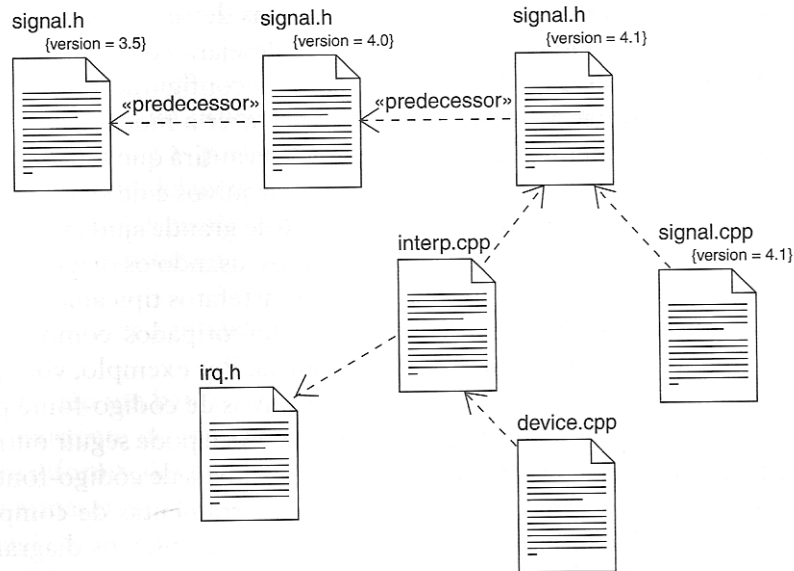 signal.h
{version = 3.5}
signal.h
{version = 4.0}
signal.h
{version = 4.1}
«predecessor»
«predecessor»
interp.cpp
signal.cpp
{version = 4.1}
irq.h
device.cpp